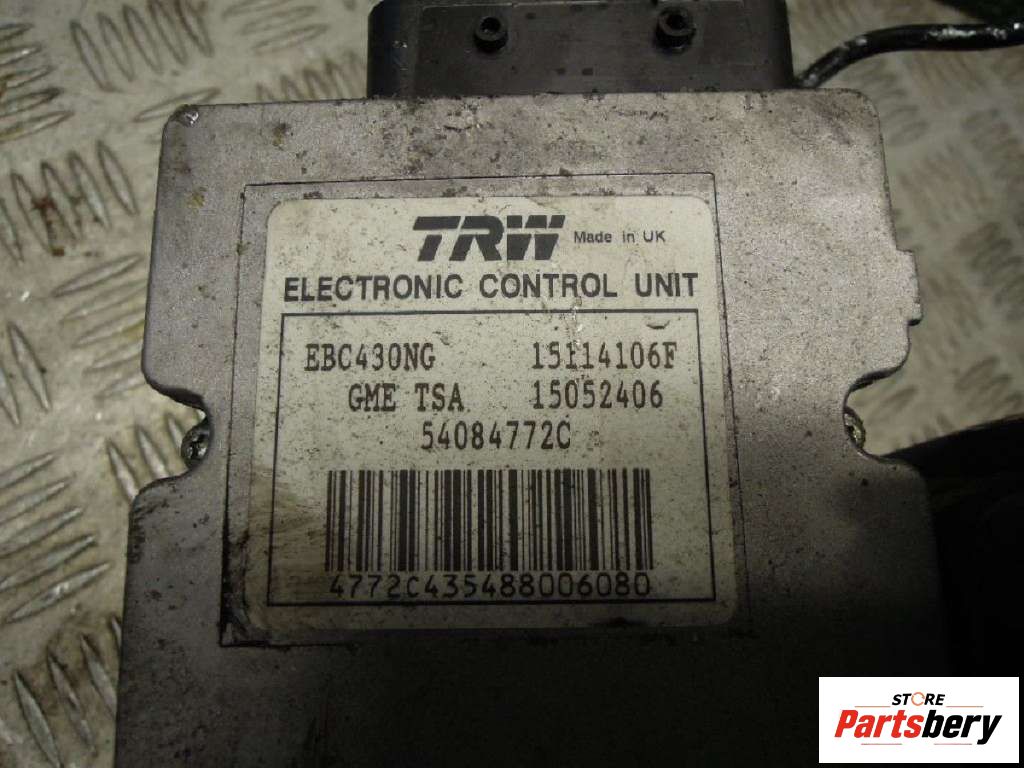 TRW Made in UK
ELECTRONIC CONTROL UNIT
EBC430NG 15114106F
GME TSA 15052406
54084772C
4772C435488006080
STORE
Partsbery